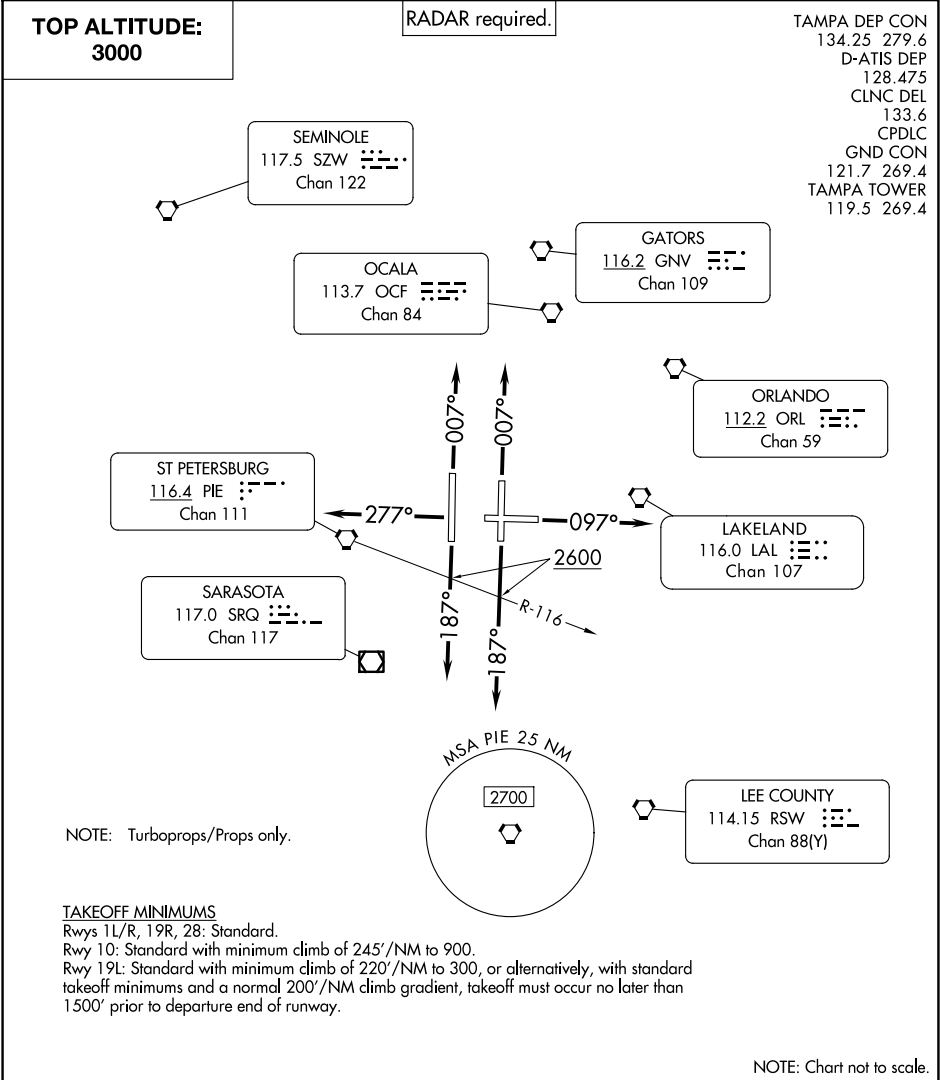 TOP ALTITUDE:
3000
RADAR required.
TAMPA DEP CON
134.25 279.6
D-ATIS DEP
128.475
CLNC DEL
133.6
CPDLC
GND CON
121.7 269.4
TAMPA TOWER
119.5 269.4
SEMINOLE
117.5 SZW
Chan 122
GATORS
116.2 GNV
Chan 109
OCALA
113.7 OCF
Chan 84
ORLANDO
112.2 ORL
Chan 59
007°
007°
ST PETERSBURG
116.4 PIE
Chan 111
277°
097°
LAKELAND
116.0 LAL
Chan 107
2600
SARASOTA
117.0 SRQ
Chan 117
R-116
187°
187°
MSA PIE 25 NM
2700
LEE COUNTY
114.15 RSW
Chan 88(Y)
NOTE: Turboprops/Props only.
TAKEOFF MINIMUMS
Rwys 1L/R, 19R, 28: Standard.
Rwy 10: Standard with minimum climb of 245'/NM to 900.
Rwy 19L: Standard with minimum climb of 220'/NM to 300, or alternatively, with standard
takeoff minimums and a normal 200'/NM climb gradient, takeoff must occur no later than
1500' prior to departure end of runway.
NOTE: Chart not to scale.